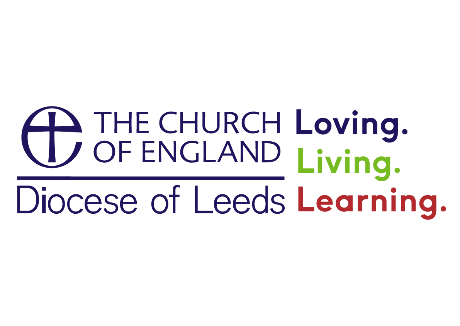 THE CHURCH
OF ENGLAND
Diocese of Leeds
Loving.
Living.
Learning.